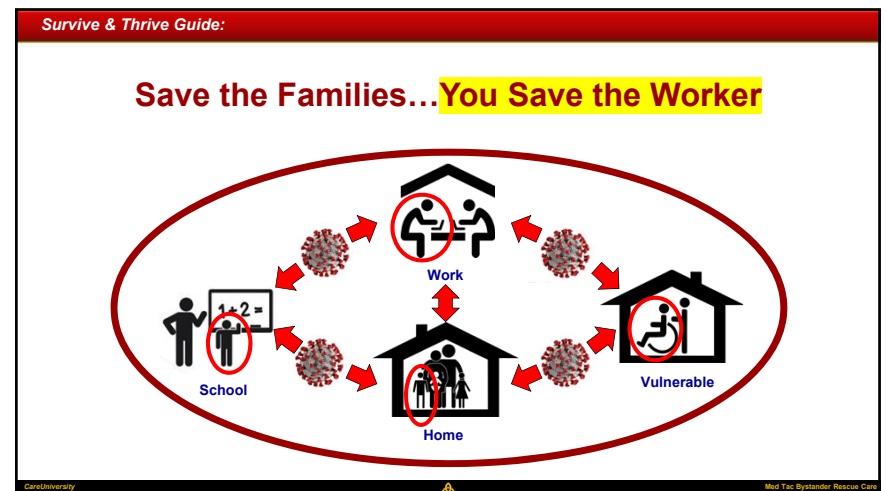 Survive & Thrive Guide:
Save the Families…You Save the Worker
Work
1+2=
School
Vulnerable
Home
CareUniversity
Med Tac Bystander Rescue Care